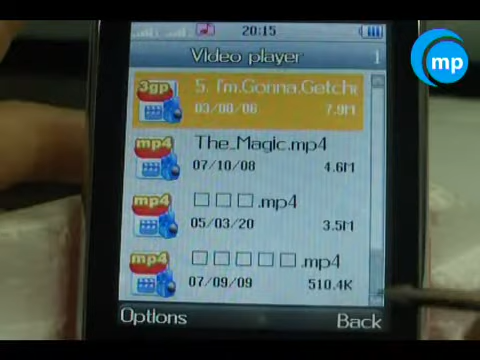 20:15
mp
Video player 1
3gp 5. I'm.Gonna.Getch
03/08/08 7.9M
mp4 The_Magic.mp4
07/10/08 4.6M
mp4 □□□.mp4
05/03/20 3.5M
mp4 □□□□□.mp4
07/09/09 510.4K
Options Back